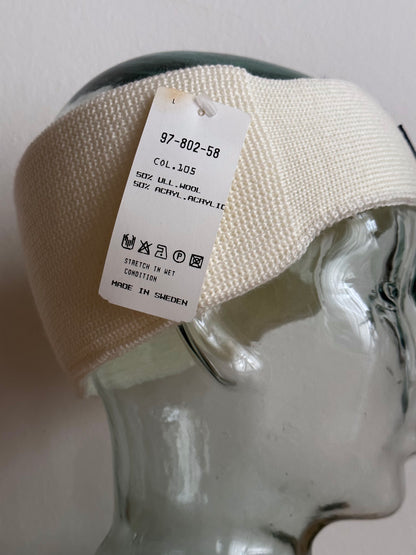 L
97-802-58
COL.105
50% ULL.WOOL
50% ACRYL.ACRYLIC
P
STRETCH IN WET
CONDITION
MADE IN SWEDEN